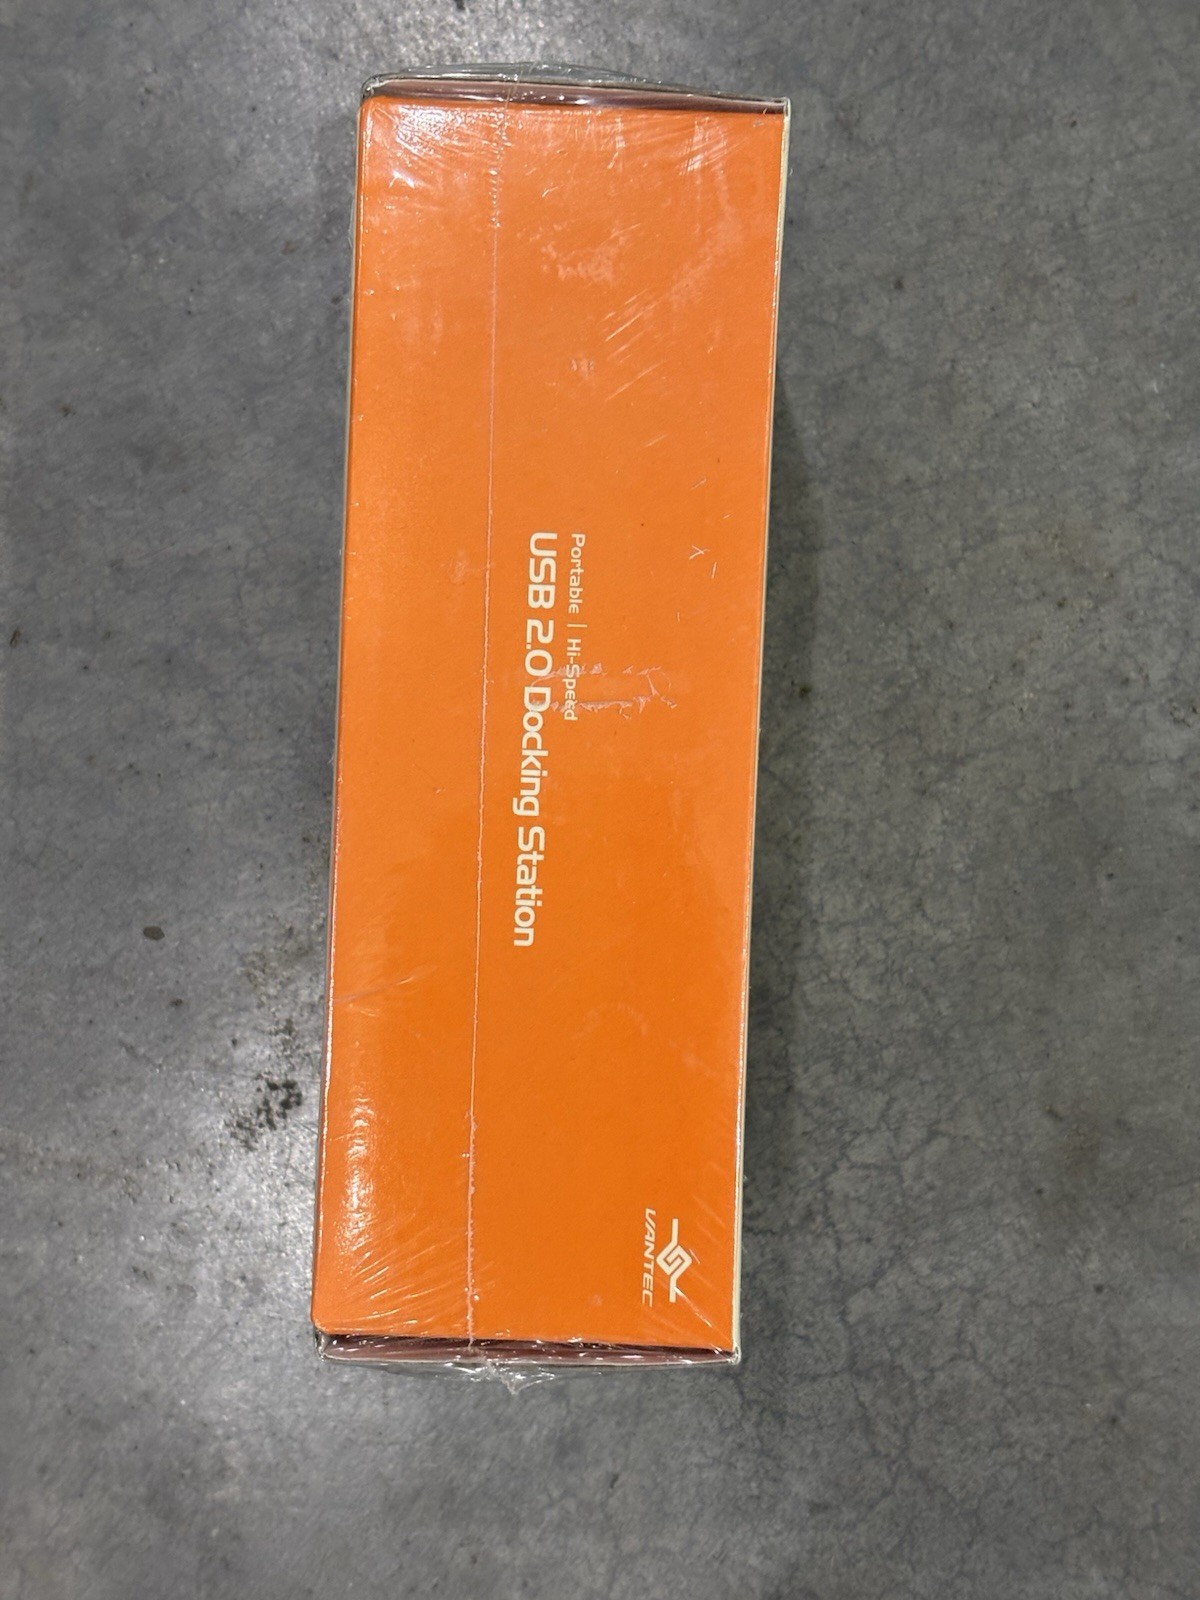 Portable | Hi-Speed
USB 2.0 Docking Station
VANTEC